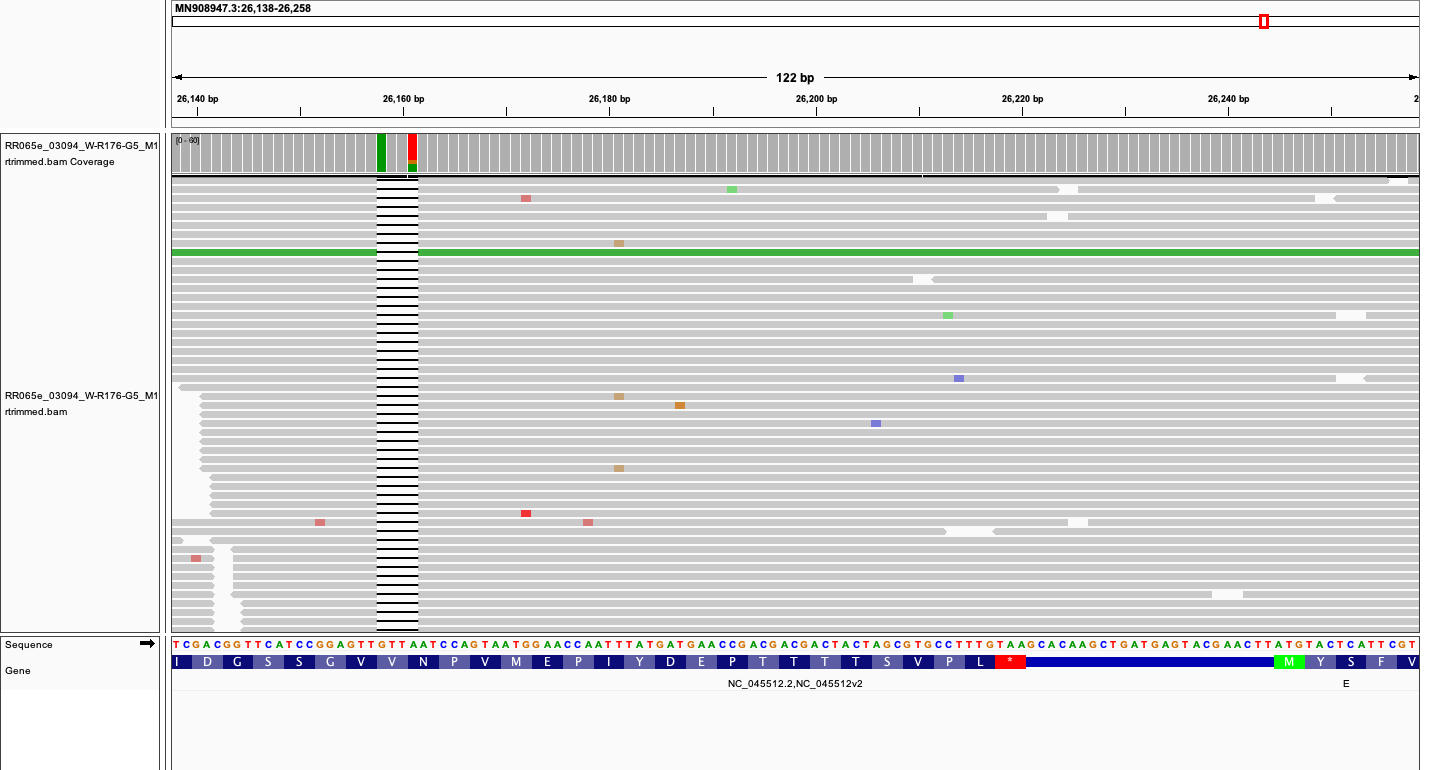 MN908947.3:26,138-26,258
122 bp
26,140 bp 26,160 bp 26,180 bp 26,200 bp 26,220 bp 26,240 bp 2
RR065e_03094_W-R176-G5_M1
rtrimmed.bam Coverage
[0 - 60]
RR065e_03094_W-R176-G5_M1
rtrimmed.bam
Sequence
TCGACGGTTCATCCGGAGTTGTTAATCCAGTAATGGAACCAATTTATGATGAACCGACGACGACTACTAGCGTGCCTTTGTAAGCACAAGCTGATGAGTACGAACTTATGTACTCATTCGT
Gene
I D G S S G V V N P V M E P I Y D E P T T T T S V P L * M Y S F V
NC_045512.2,NC_045512v2 E